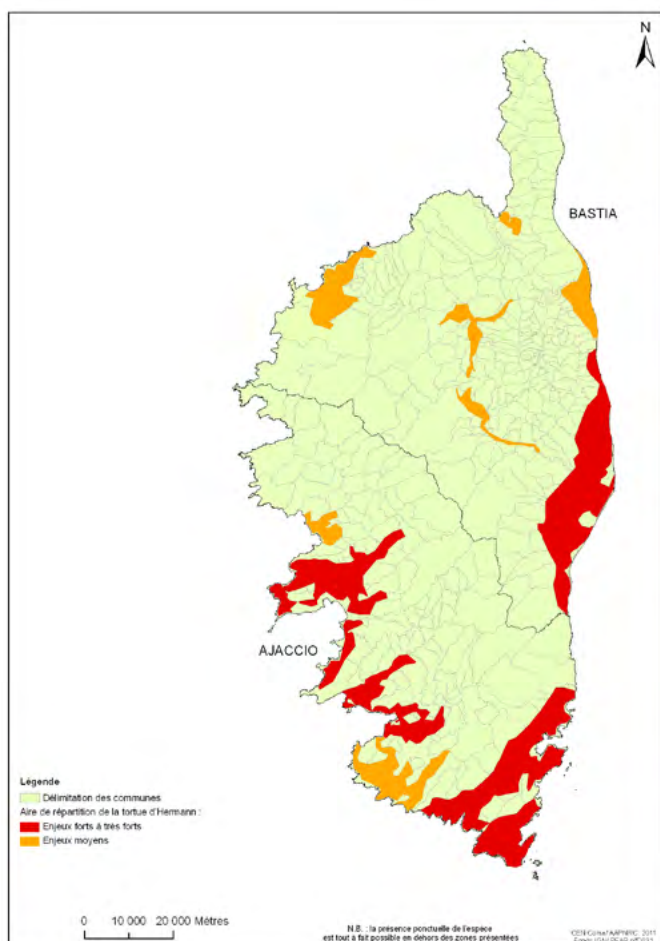 N
BASTIA
AJACCIO
Légende
Délimitation des communes
Aire de répartition de la tortue d'Hermann :
Enjeux forts à très forts
Enjeux moyens
0 10 000 20 000 Mètres
N.B. : la présence ponctuelle de l'espèce
est tout à fait possible en dehors des zones présentées
2011